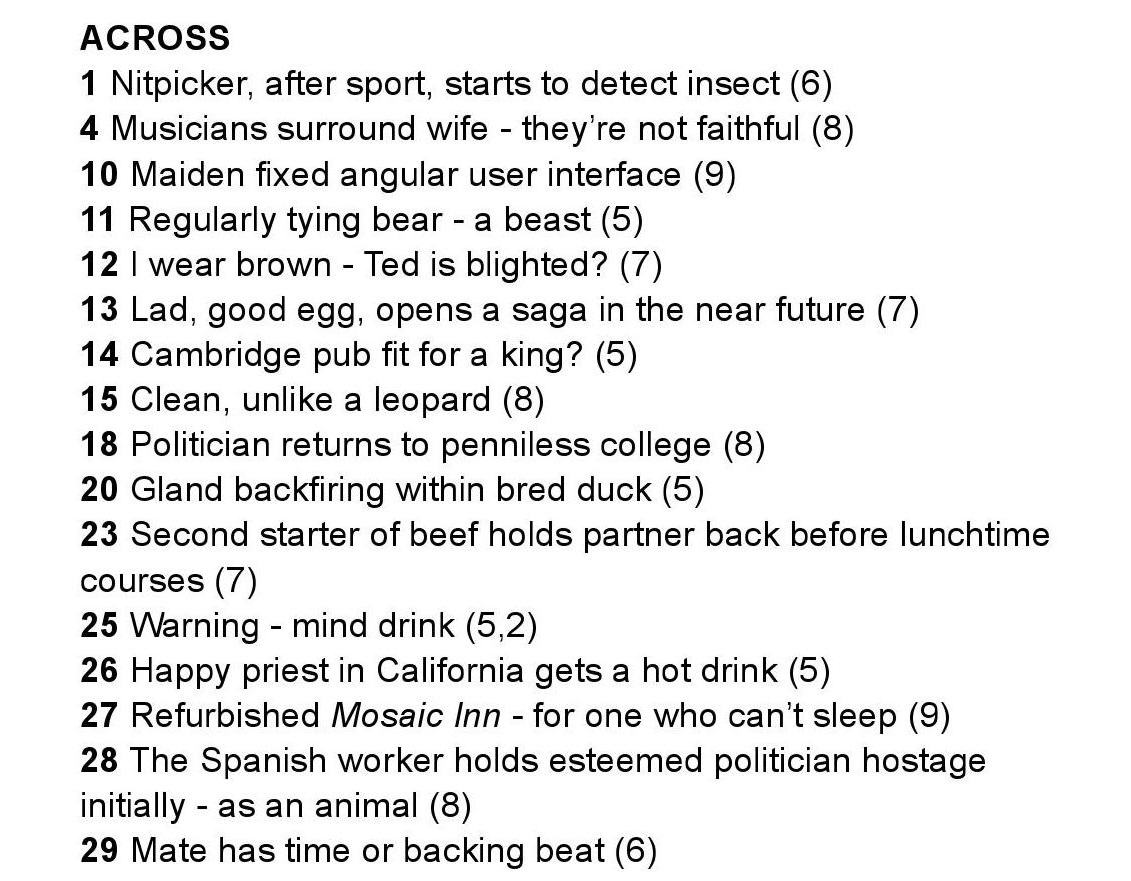 ACROSS
1 Nitpicker, after sport, starts to detect insect (6)
4 Musicians surround wife - they're not faithful (8)
10 Maiden fixed angular user interface (9)
11 Regularly tying bear - a beast (5)
12 I wear brown - Ted is blighted? (7)
13 Lad, good egg, opens a saga in the near future (7)
14 Cambridge pub fit for a king? (5)
15 Clean, unlike a leopard (8)
18 Politician returns to penniless college (8)
20 Gland backfiring within bred duck (5)
23 Second starter of beef holds partner back before lunchtime
courses (7)
25 Warning - mind drink (5,2)
26 Happy priest in California gets a hot drink (5)
27 Refurbished Mosaic Inn - for one who can't sleep (9)
28 The Spanish worker holds esteemed politician hostage
initially - as an animal (8)
29 Mate has time or backing beat (6)